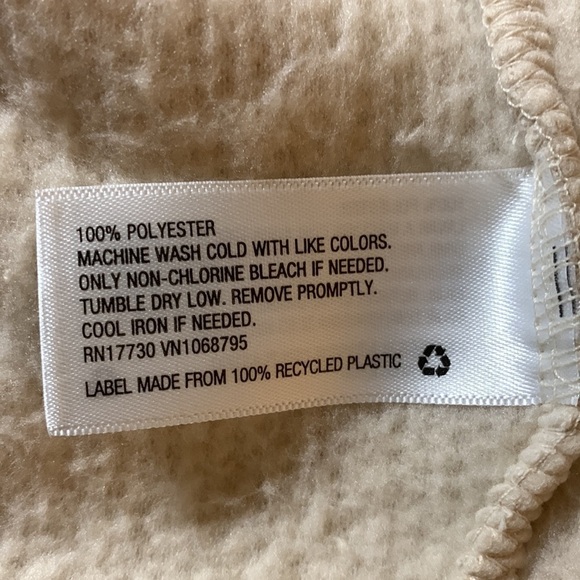 100% POLYESTER
MACHINE WASH COLD WITH LIKE COLORS.
ONLY NON-CHLORINE BLEACH IF NEEDED.
TUMBLE DRY LOW. REMOVE PROMPTLY.
COOL IRON IF NEEDED.
RN17730 VN1068795
LABEL MADE FROM 100% RECYCLED PLASTIC